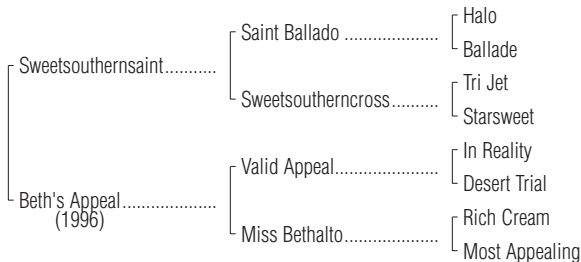 Halo
Saint Ballado ..................
Ballade
Sweetsouthernsaint..........
Tri Jet
Sweetsoutherncross.........
Starsweet
In Reality
Valid Appeal....................
Desert Trial
Beth's Appeal..................
(1996)
Rich Cream
Miss Bethalto..................
Most Appealing